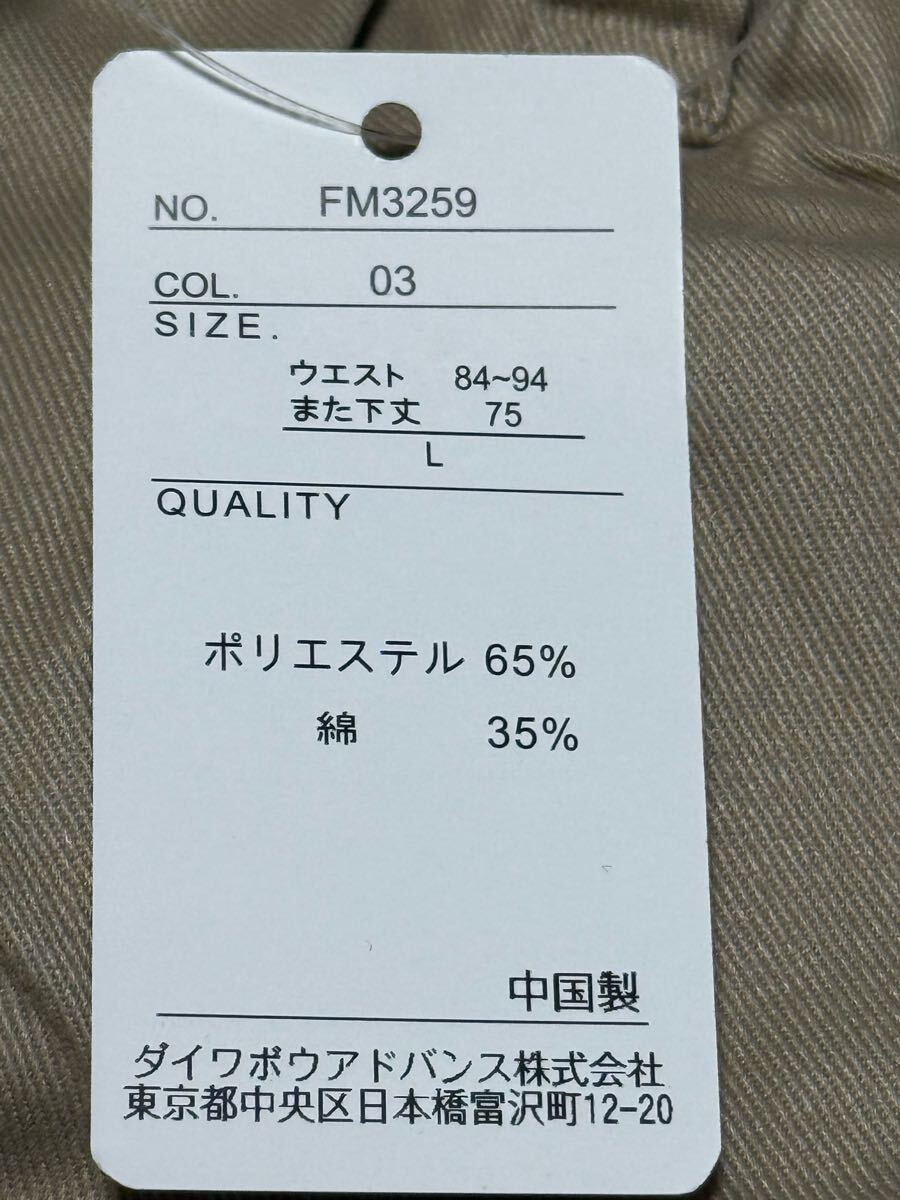 NO. FM3259
COL. 03
SIZE.
ウエスト 84~94
また下丈 75
L
QUALITY
ポリエステル 65%
綿 35%
中国製
ダイワボウアドバンス株式会社
東京都中央区日本橋富沢町12-20